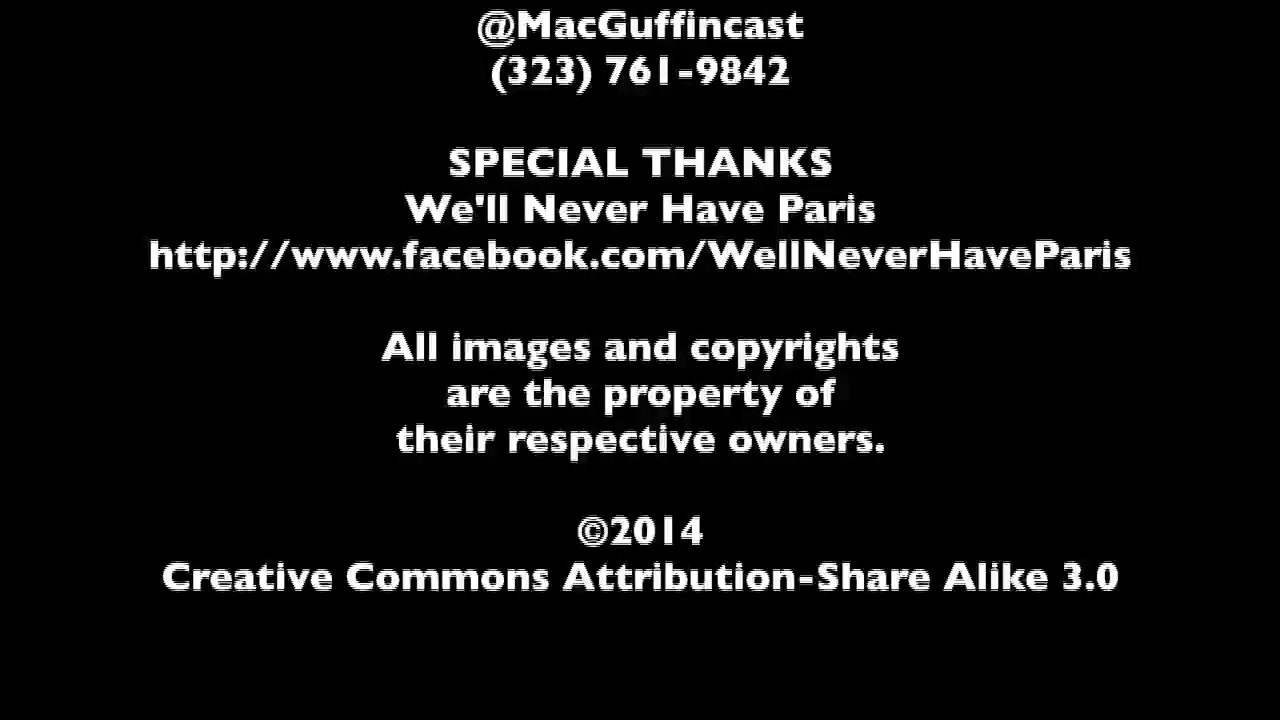 @MacGuffincast
(323) 761-9842
SPECIAL THANKS
We'll Never Have Paris
http://www.facebook.com/WellNeverHaveParis
All images and copyrights
are the property of
their respective owners.
©2014
Creative Commons Attribution-Share Alike 3.0